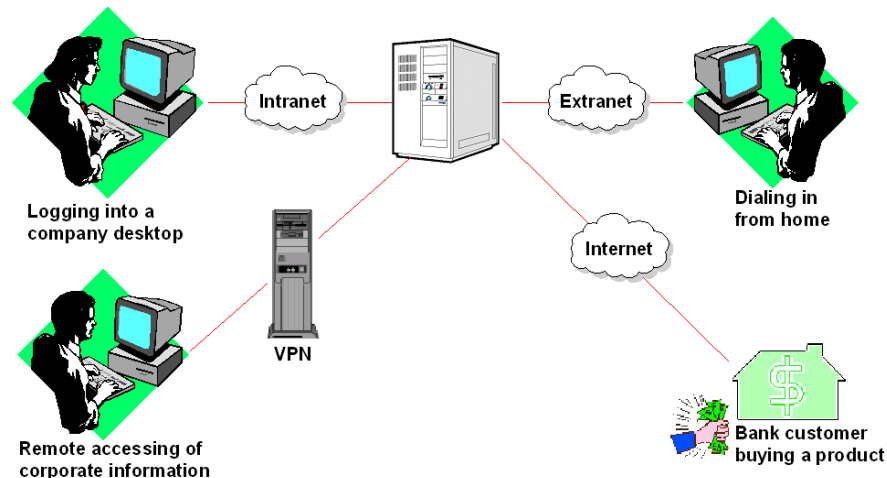 Intranet
Extranet
Logging into a
company desktop
Dialing in
from home
Internet
VPN
Remote accessing of
corporate information
$
Bank customer
buying a product